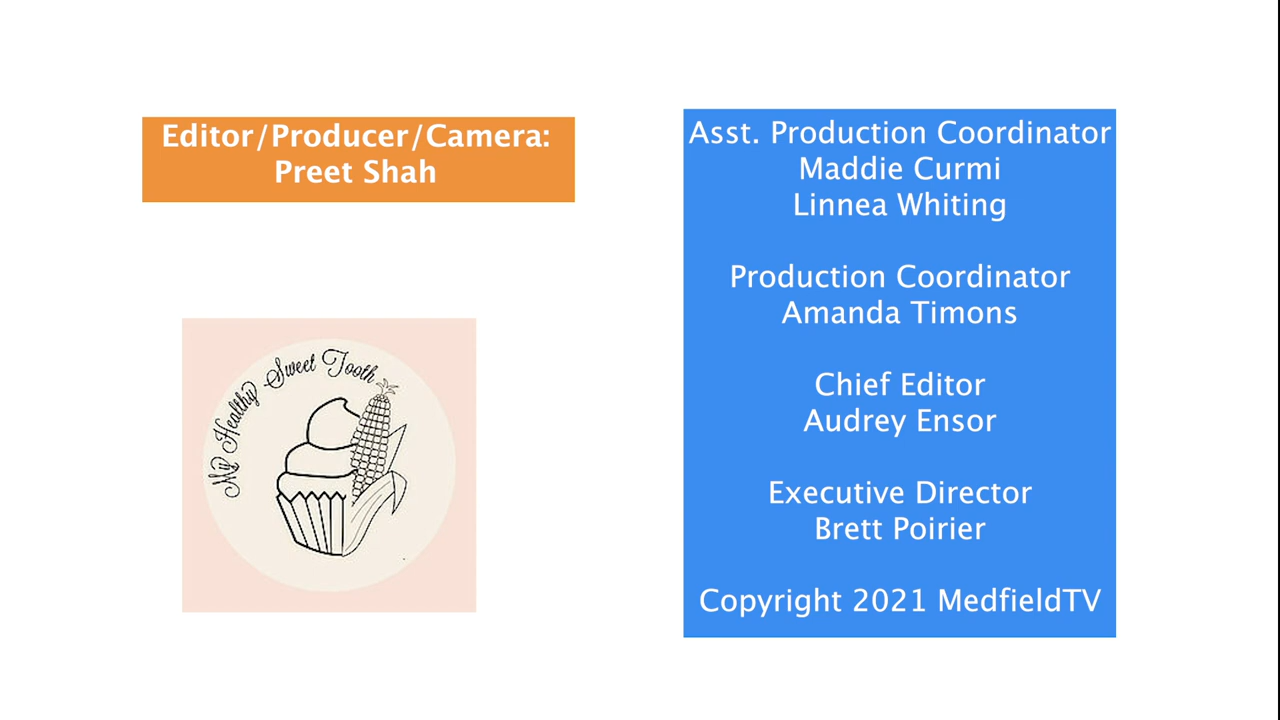 Editor/Producer/Camera:
Preet Shah
My Healthy Sweet Tooth
Asst. Production Coordinator
Maddie Curmi
Linnea Whiting
Production Coordinator
Amanda Timons
Chief Editor
Audrey Ensor
Executive Director
Brett Poirier
Copyright 2021 MedfieldTV